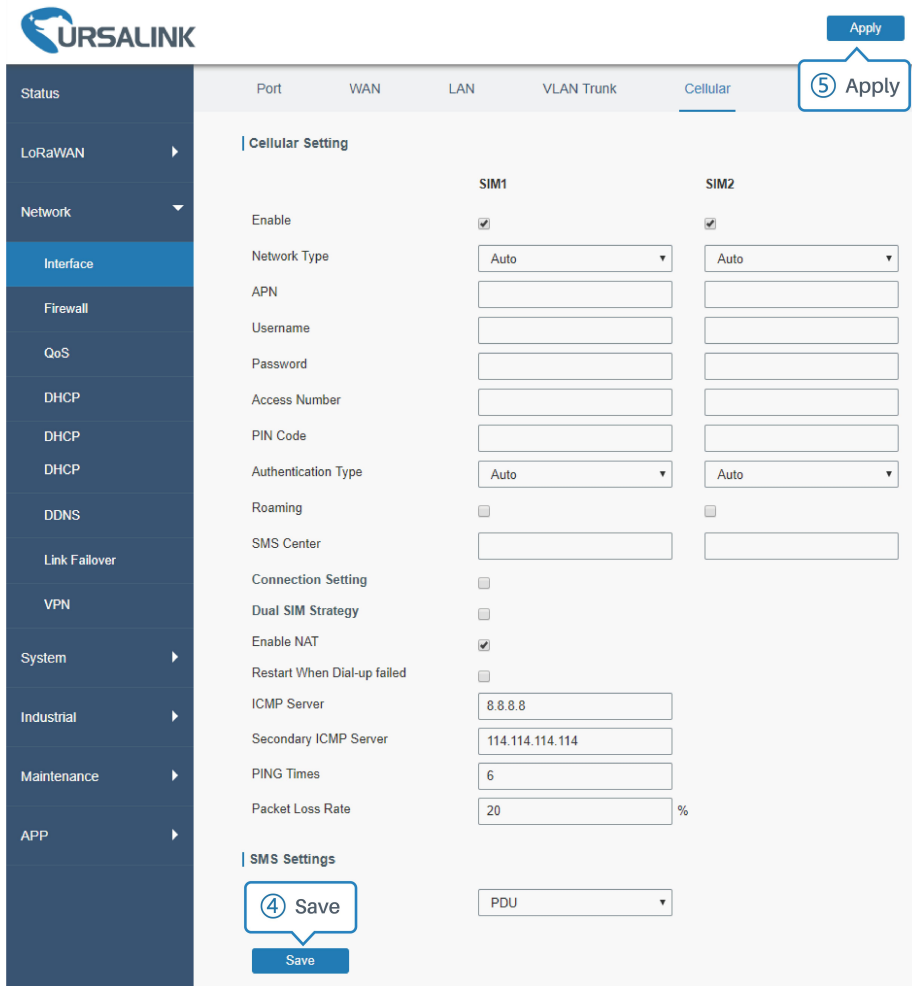 URSALINK
Apply
⑤ Apply
Status
LoRaWAN
Network
Interface
Firewall
QoS
DHCP
DHCP
DHCP
DDNS
Link Failover
VPN
System
Industrial
Maintenance
APP
Port WAN LAN VLAN Trunk Cellular
Cellular Setting
SIM1 SIM2
Enable
Network Type Auto Auto
APN
Username
Password
Access Number
PIN Code
Authentication Type Auto Auto
Roaming
SMS Center
Connection Setting
Dual SIM Strategy
Enable NAT
Restart When Dial-up failed
ICMP Server 8.8.8.8
Secondary ICMP Server 114.114.114.114
PING Times 6
Packet Loss Rate 20 %
SMS Settings
④ Save PDU
Save